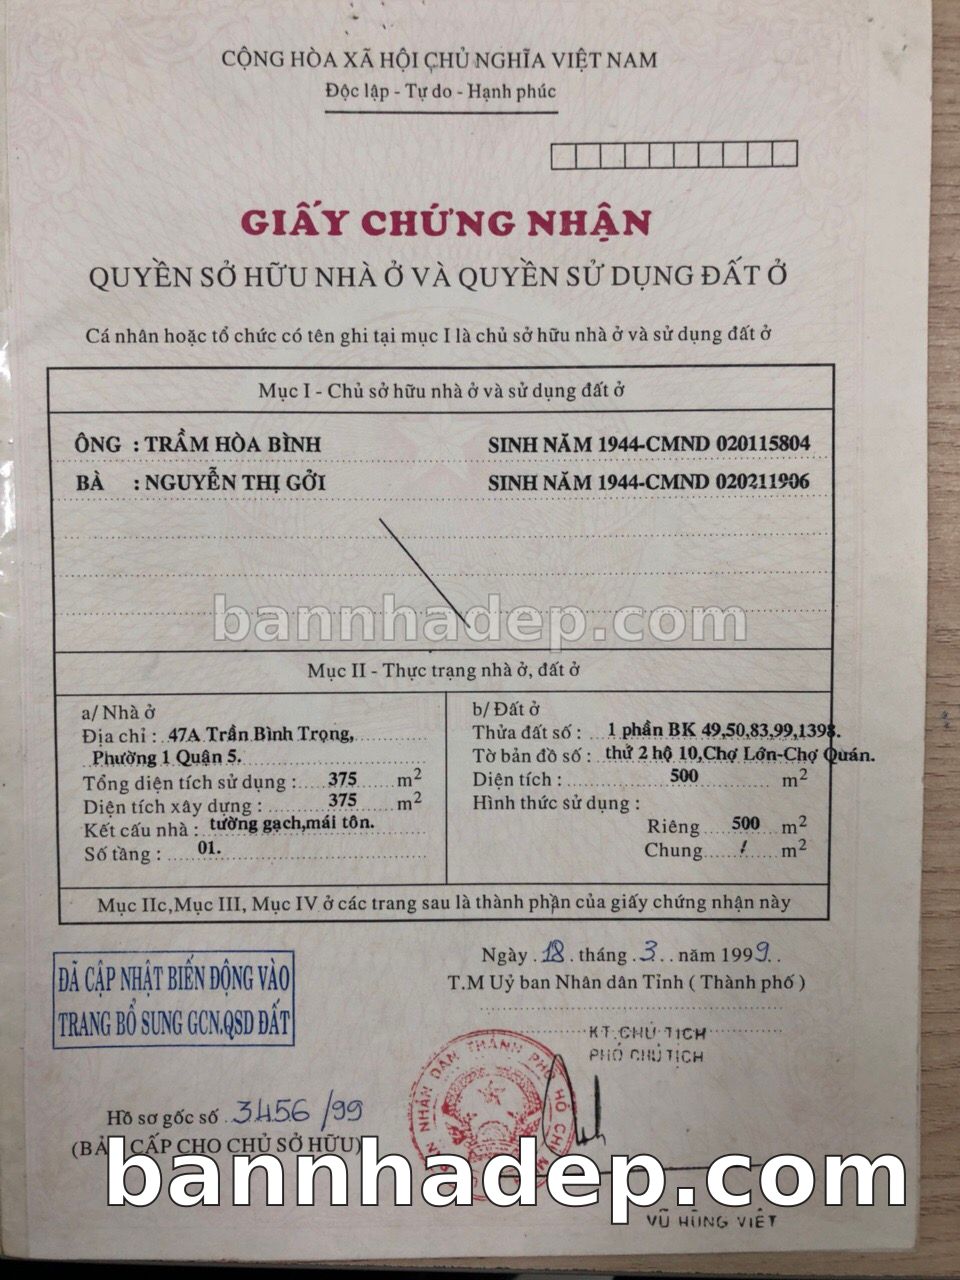 CỘNG HÒA XÃ HỘI CHỦ NGHĨA VIỆT NAM
Độc lập - Tự do - Hạnh phúc
GIẤY CHỨNG NHẬN
QUYỀN SỞ HỮU NHÀ Ở VÀ QUYỀN SỬ DỤNG ĐẤT Ở
Cá nhân hoặc tổ chức có tên ghi tại mục I là chủ sở hữu nhà ở và sử dụng đất ở
Mục I - Chủ sở hữu nhà ở và sử dụng đất ở
ÔNG : TRẦM HÒA BÌNH SINH NĂM 1944-CMND 020115804
BÀ : NGUYỄN THỊ GỞI SINH NĂM 1944-CMND 020211906
bannhadep.com
Mục II - Thực trạng nhà ở, đất ở
a/ Nhà ở
Địa chỉ : 47A Trần Bình Trọng,
Phường 1 Quận 5.
Tổng diện tích sử dụng : 375 m2
Diện tích xây dựng : 375 m2
Kết cấu nhà : tường gạch,mái tôn.
Số tầng : 01.
b/ Đất ở
Thửa đất số : 1 phần BK 49,50,83,99,1398.
Tờ bản đồ số : thứ 2 hộ 10,Chợ Lớn-Chợ Quán.
Diện tích : 500 m2
Hình thức sử dụng :
Riêng 500 m2
Chung / m2
Mục IIc,Mục III, Mục IV ở các trang sau là thành phần của giấy chứng nhận này
ĐÃ CẬP NHẬT BIẾN ĐỘNG VÀO
TRANG BỔ SUNG GCN.QSD ĐẤT
Ngày 18 tháng 3 năm 1999
T.M Uỷ ban Nhân dân Tỉnh ( Thành phố )
KT.CHỦ TỊCH
PHÓ CHỦ TỊCH
NHÂN DÂN THÀNH PHỐ HỒ CHÍ
Hồ sơ gốc số 3456/99
CẤP CHO CHỦ SỞ HỮU)
bannhadep.com
VŨ HÙNG VIỆT